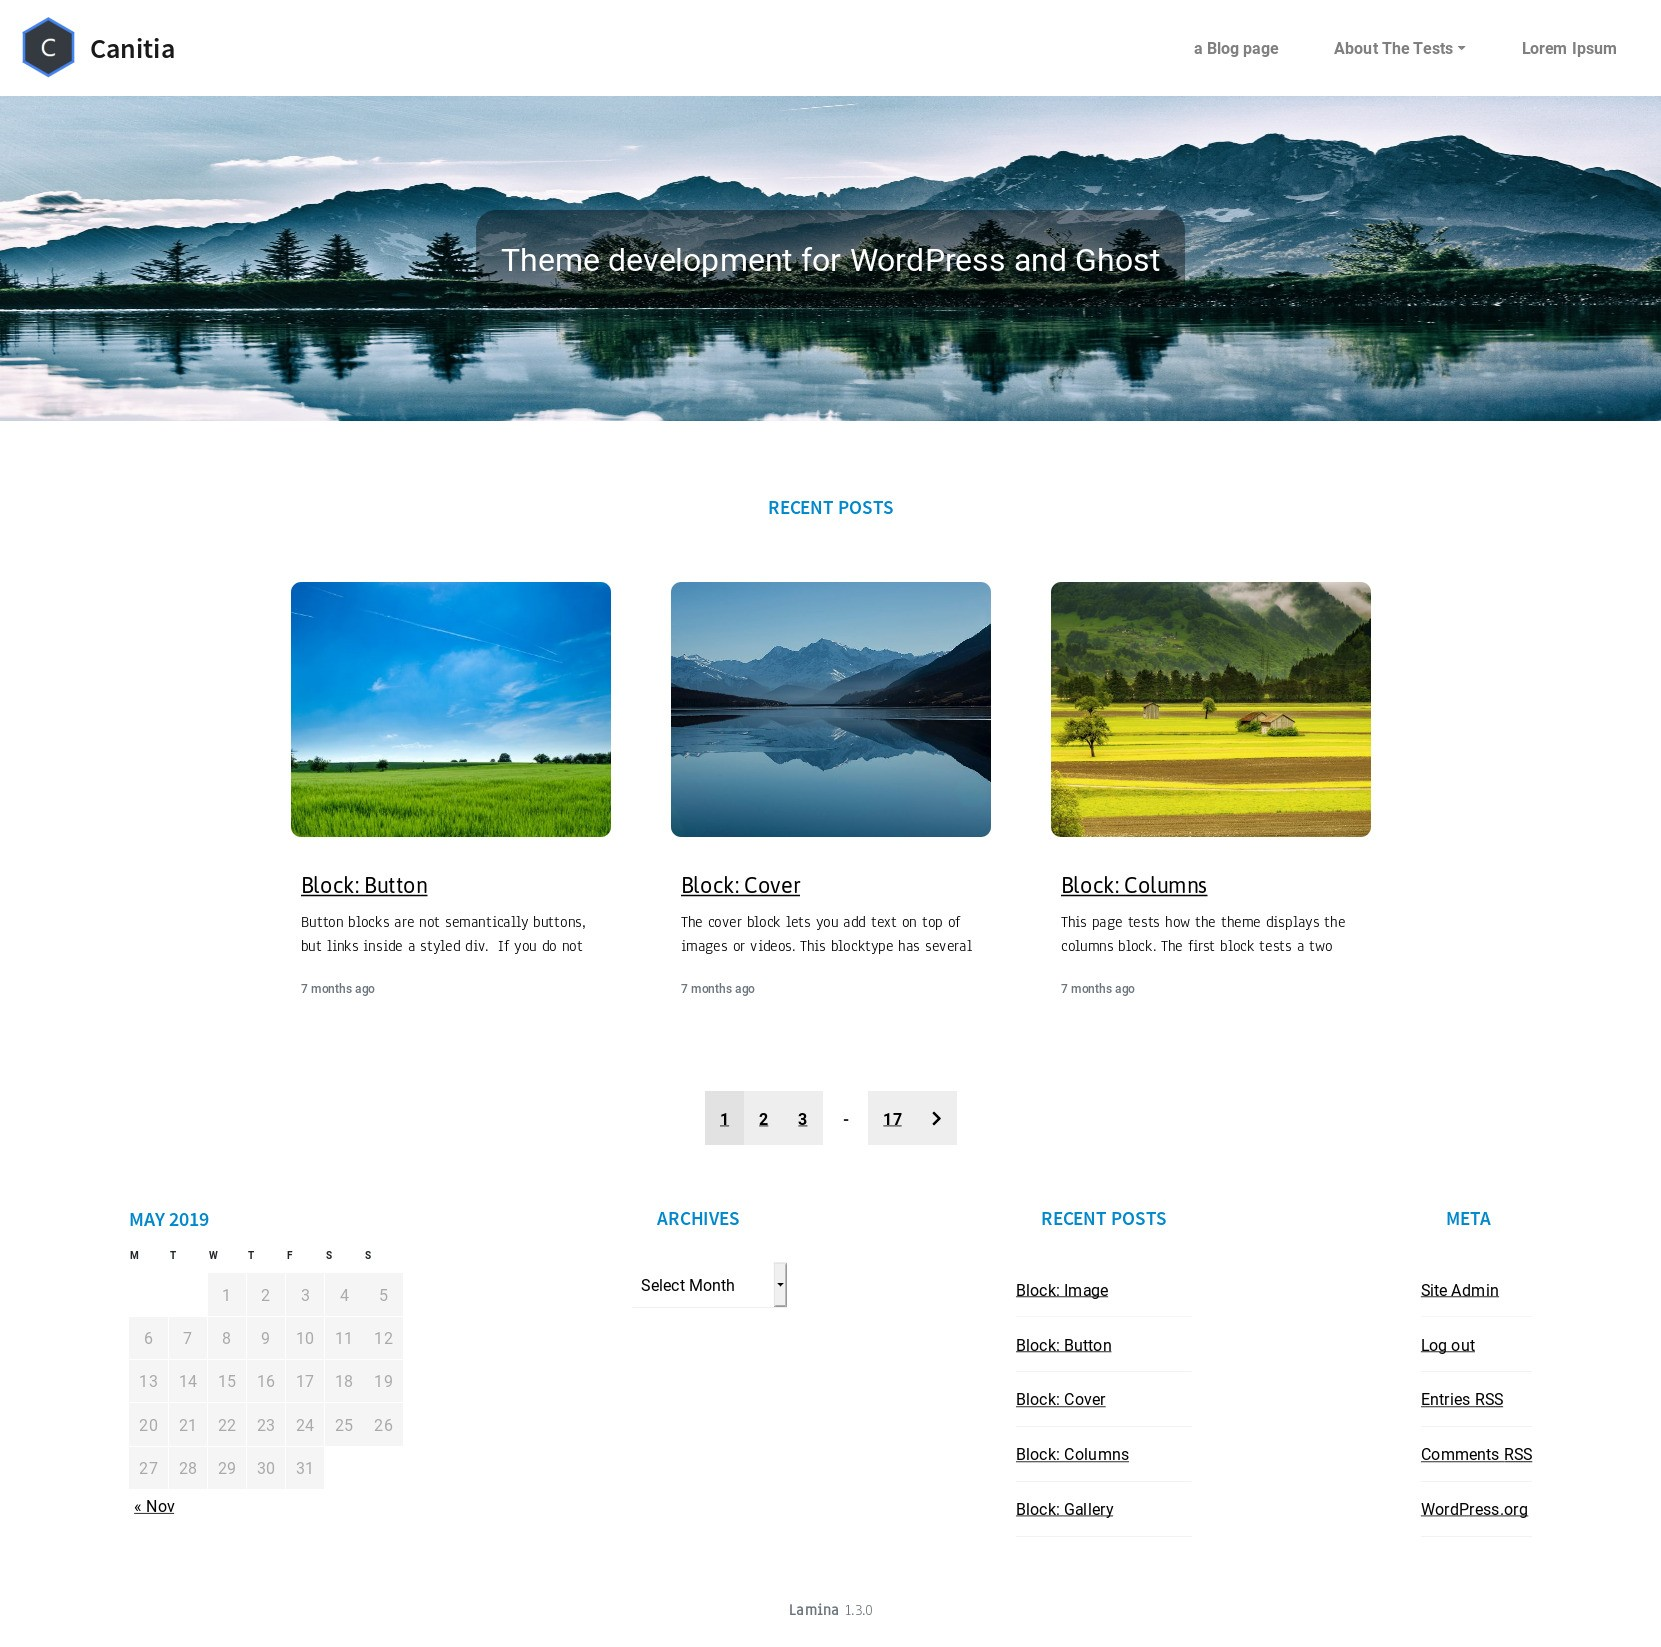 C
Canitia
a Blog page
About The Tests
Lorem Ipsum
Theme development for WordPress and Ghost
RECENT POSTS
Block: Button
Button blocks are not semantically buttons,
but links inside a styled div.  If you do not
7 months ago
Block: Cover
The cover block lets you add text on top of
images or videos. This blocktype has several
7 months ago
Block: Columns
This page tests how the theme displays the
columns block. The first block tests a two
7 months ago
1 2 3 - 17
MAY 2019
M T W T F S S
1 2 3 4 5
6 7 8 9 10 11 12
13 14 15 16 17 18 19
20 21 22 23 24 25 26
27 28 29 30 31
« Nov
ARCHIVES
Select Month
RECENT POSTS
Block: Image
Block: Button
Block: Cover
Block: Columns
Block: Gallery
META
Site Admin
Log out
Entries RSS
Comments RSS
WordPress.org
Lamina 1.3.0